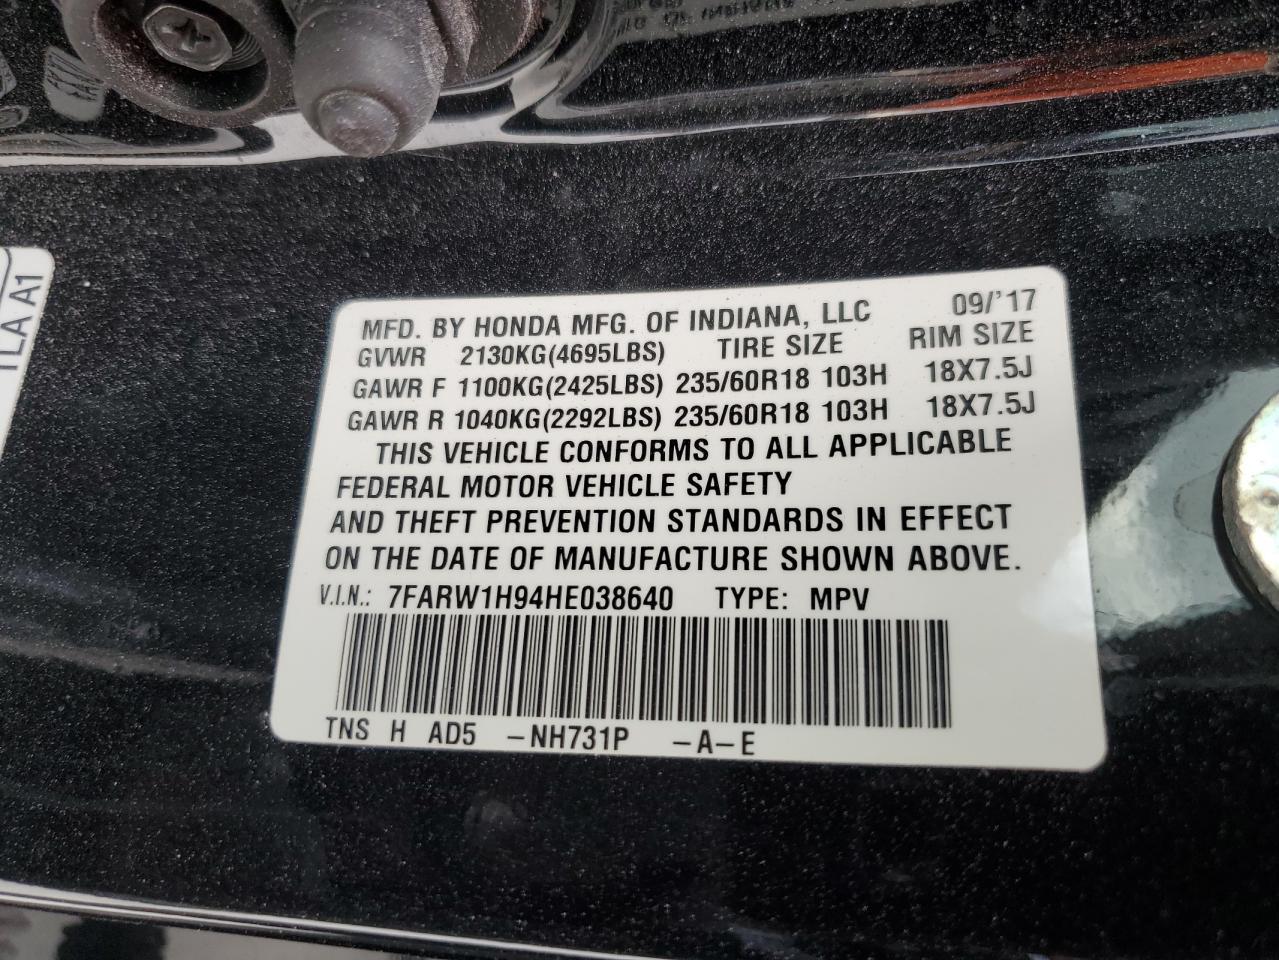 MFD. BY HONDA MFG. OF INDIANA, LLC 09/'17
GVWR 2130KG(4695LBS) TIRE SIZE RIM SIZE
GAWR F 1100KG(2425LBS) 235/60R18 103H 18X7.5J
GAWR R 1040KG(2292LBS) 235/60R18 103H 18X7.5J
THIS VEHICLE CONFORMS TO ALL APPLICABLE
FEDERAL MOTOR VEHICLE SAFETY
AND THEFT PREVENTION STANDARDS IN EFFECT
ON THE DATE OF MANUFACTURE SHOWN ABOVE.
V.I.N.: 7FARW1H94HE038640 TYPE: MPV
TNS H AD5 -NH731P -A-E
TLA A1